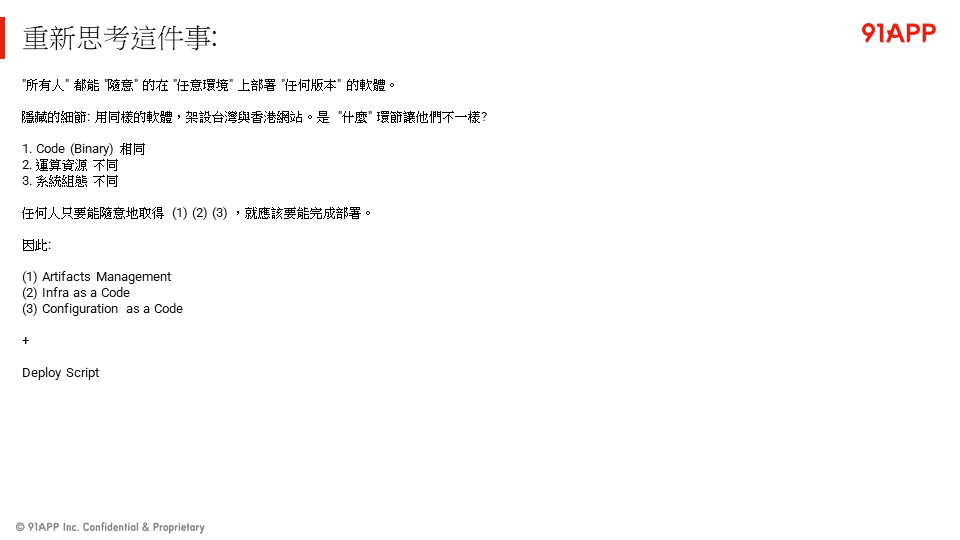 重新思考這件事:
91APP
"所有人" 都能 "隨意" 的在 "任意環境" 上部署 "任何版本" 的軟體。
隱藏的細節: 用同樣的軟體，架設台灣與香港網站。是 "什麼" 環節讓他們不一樣?
1. Code (Binary) 相同
2. 運算資源 不同
3. 系統組態 不同
任何人只要能隨意地取得 (1) (2) (3) ，就應該要能完成部署。
因此:
(1) Artifacts Management
(2) Infra as a Code
(3) Configuration as a Code
+
Deploy Script
© 91APP Inc. Confidential & Proprietary